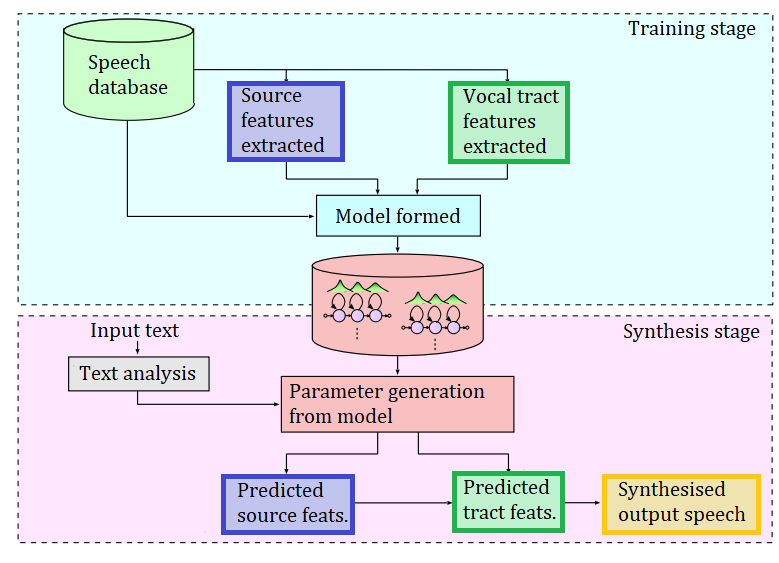 Training stage
Speech
database
Source
features
extracted
Vocal tract
features
extracted
Model formed
Synthesis stage
Input text
Text analysis
Parameter generation
from model
Predicted
source feats.
Predicted
tract feats.
Synthesised
output speech